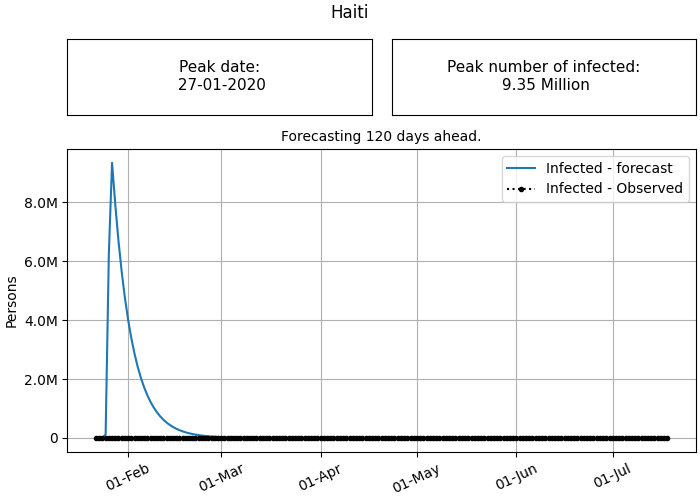 Haiti
Peak date:
27-01-2020
Peak number of infected:
9.35 Million
Forecasting 120 days ahead.
Infected - forecast
Infected - Observed
Persons
8.0M
6.0M
4.0M
2.0M
0
01-Feb
01-Mar
01-Apr
01-May
01-Jun
01-Jul